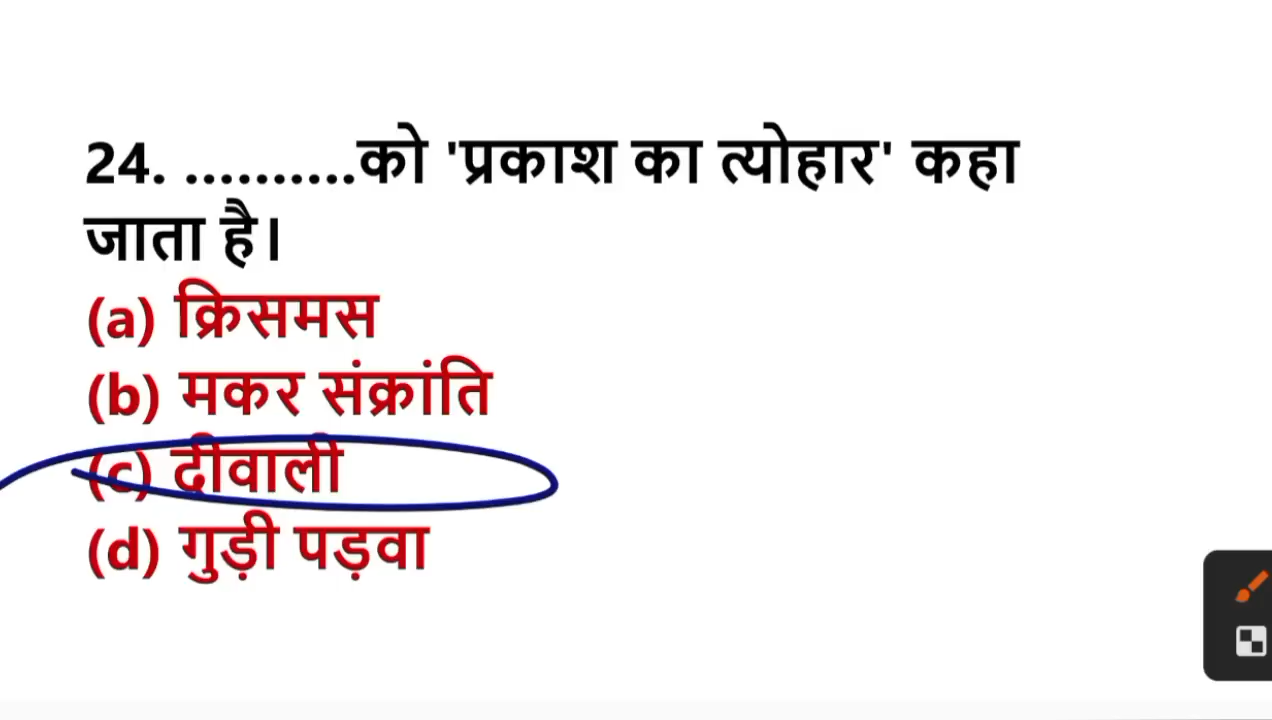 24. ..........को 'प्रकाश का त्योहार' कहा
जाता है।
(a) क्रिसमस
(b) मकर संक्रांति
(c) दीवाली
(d) गुड़ी पड़वा